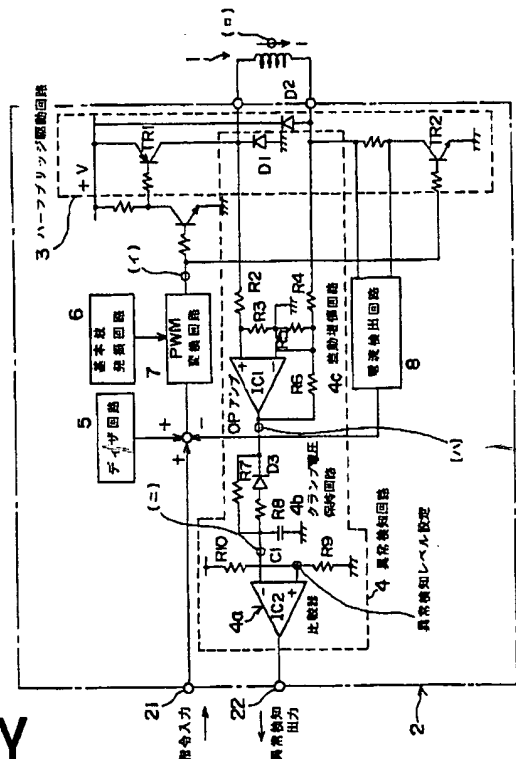 3 ハーフブリッジ駆動回路
+V
TR1
D1
D2
TR2
(ロ)
I
(イ)
6
基本波発振回路
7
PWM変換回路
5
ディザ回路
+
+
-
R2
R3
R4
R5
R6
OPアンプ
IC1
+
-
4c 差動増幅回路
電流検出回路
8
(ハ)
(ニ)
R7
D3
R8
4b
クランプ電圧保持回路
C1
R10
R9
4a
IC2
-
+
比較器
4 異常検知回路
異常検知レベル設定
21
指令入力
22
異常検知出力
2
Y